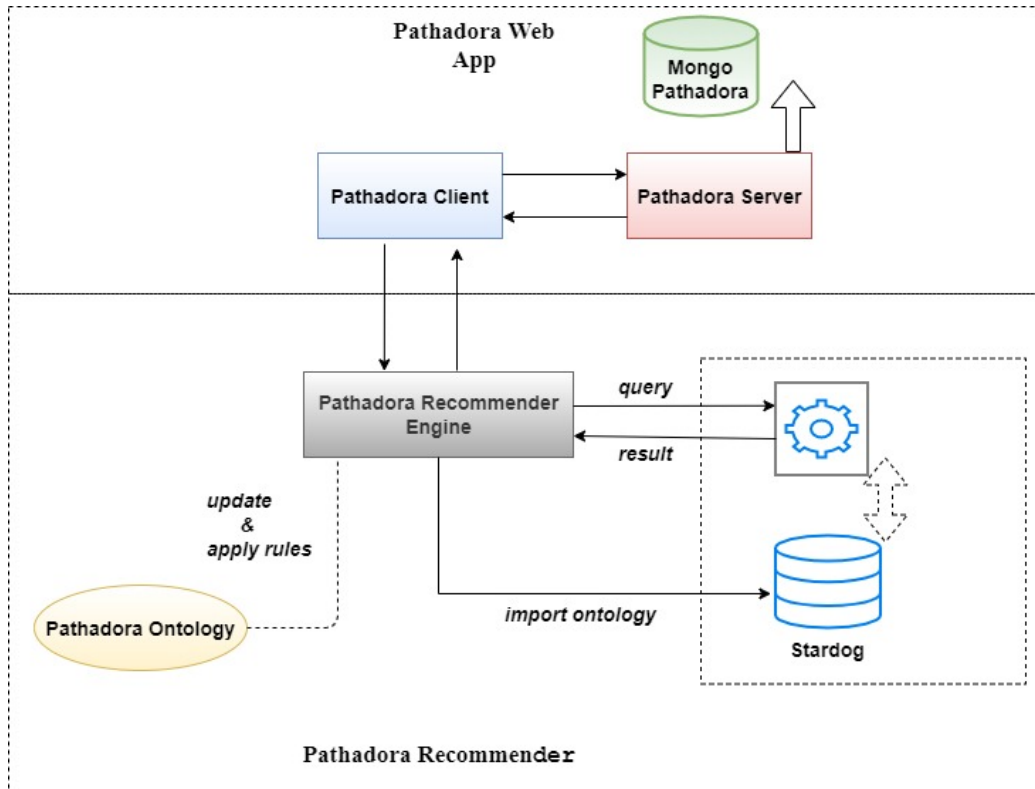 Pathadora Web
App
Mongo
Pathadora
Pathadora Client
Pathadora Server
Pathadora Recommender
Engine
query
result
update
&
apply rules
Pathadora Ontology
import ontology
Stardog
Pathadora Recommender